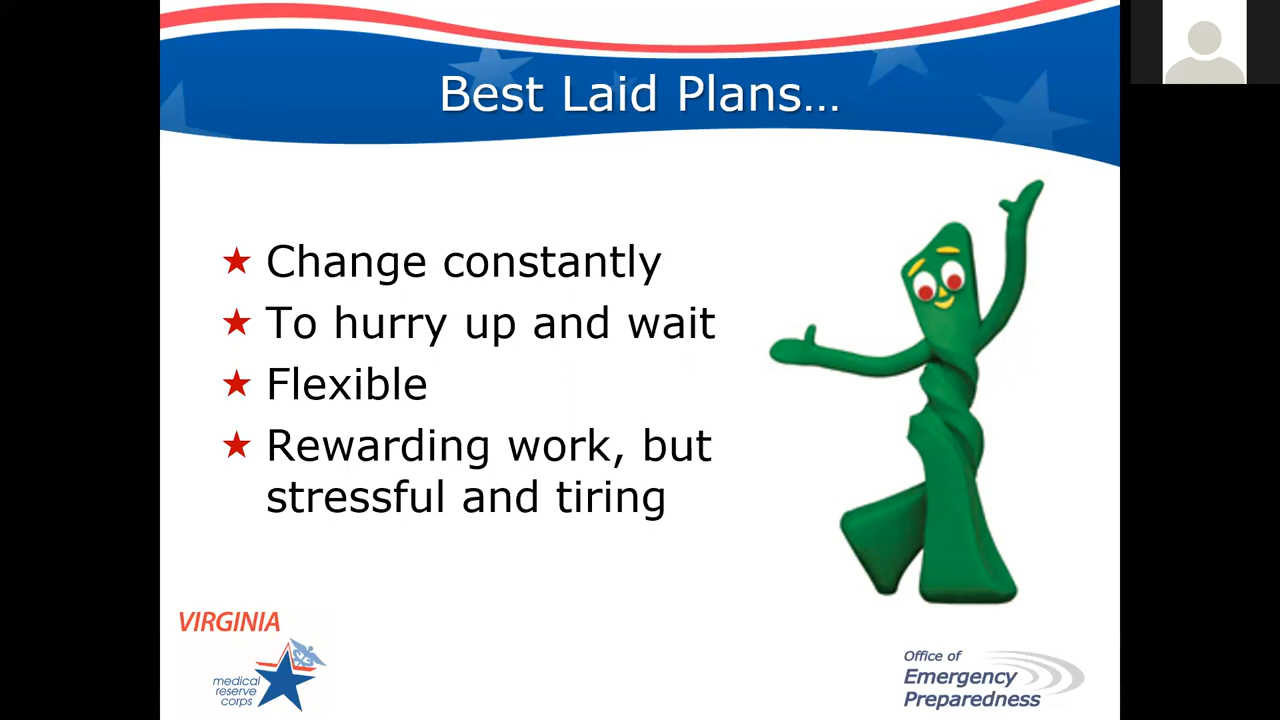 Best Laid Plans…
Change constantly
To hurry up and wait
Flexible
Rewarding work, but
stressful and tiring
VIRGINIA
medical
reserve
corps
Office of
Emergency
Preparedness